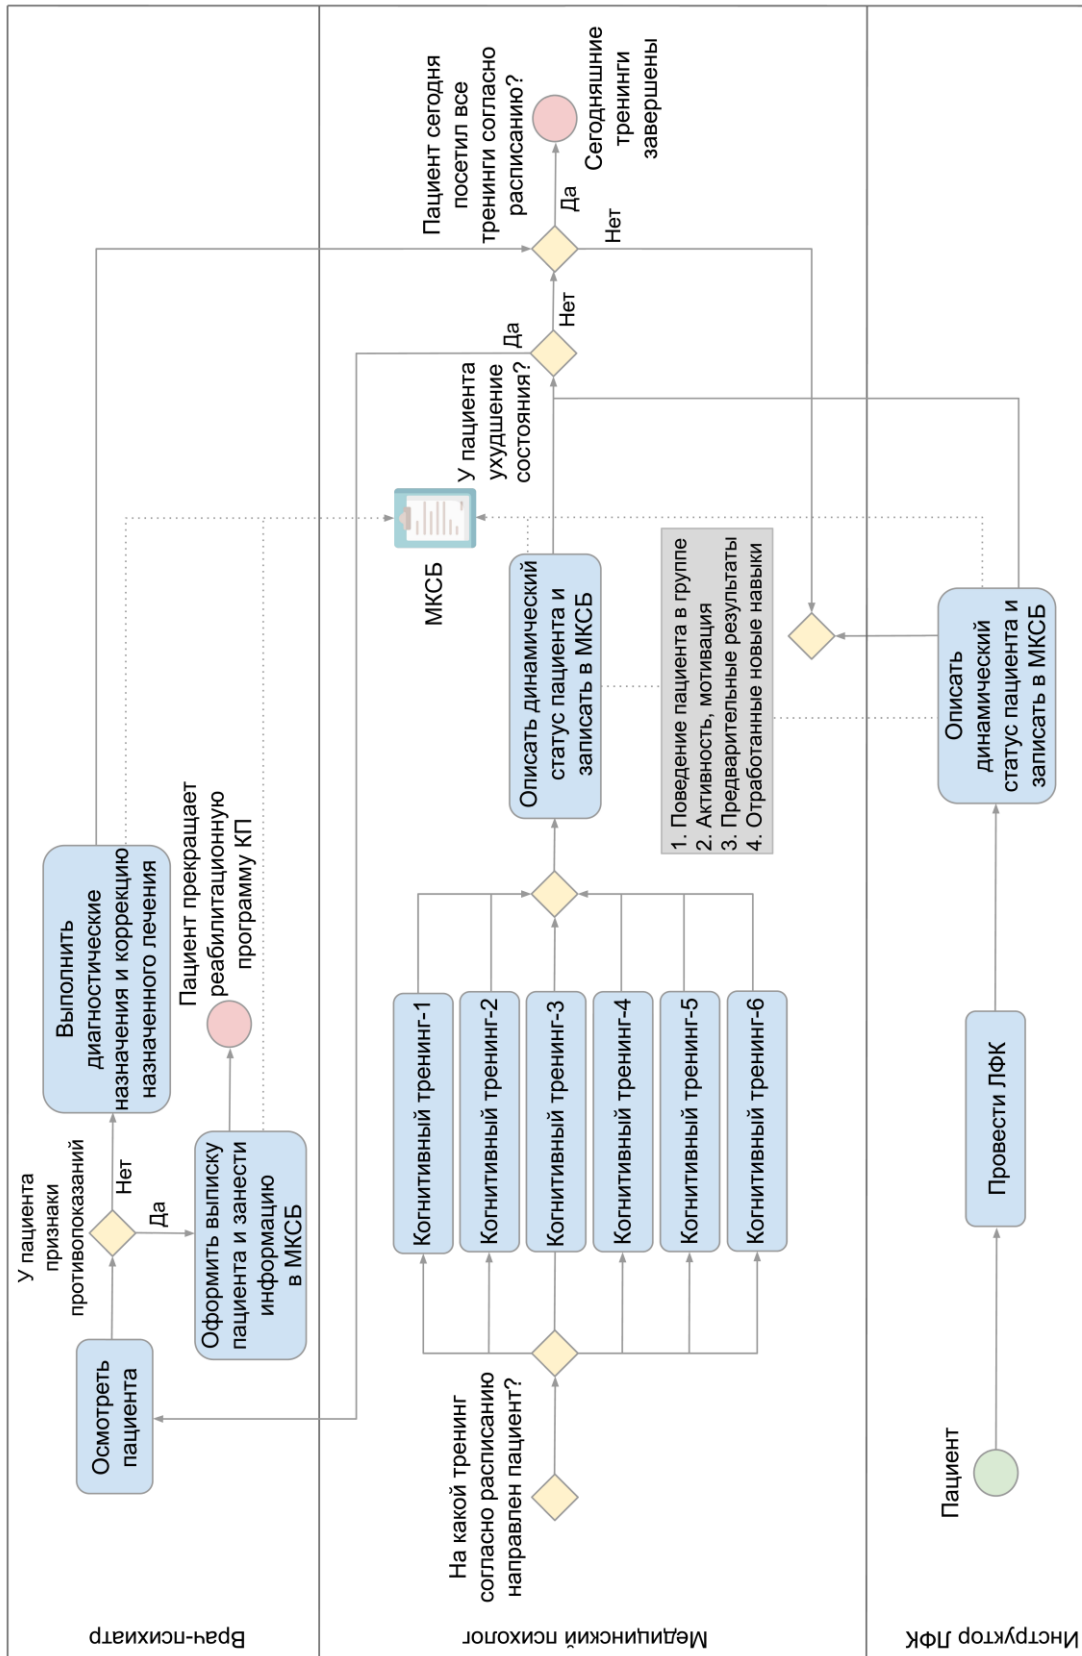 Врач-психиатр
Осмотреть
пациента
У пациента
признаки
противопоказаний
Нет
Да
Выполнить
диагностические
назначения и коррекцию
назначенного лечения
Оформить выписку
пациента и занести
информацию
в МКСБ
Пациент прекращает
реабилитационную
программу КП
Медицинский психолог
На какой тренинг
согласно расписанию
направлен пациент?
Когнитивный тренинг-1
Когнитивный тренинг-2
Когнитивный тренинг-3
Когнитивный тренинг-4
Когнитивный тренинг-5
Когнитивный тренинг-6
МКСБ
Описать динамический
статус пациента и
записать в МКСБ
1. Поведение пациента в группе
2. Активность, мотивация
3. Предварительные результаты
4. Отработанные новые навыки
У пациента
ухудшение
состояния?
Да
Нет
Пациент сегодня
посетил все
тренинги согласно
расписанию?
Да
Нет
Сегодняшние
тренинги
завершены
Инструктор ЛФК
Пациент
Провести ЛФК
Описать
динамический
статус пациента и
записать в МКСБ